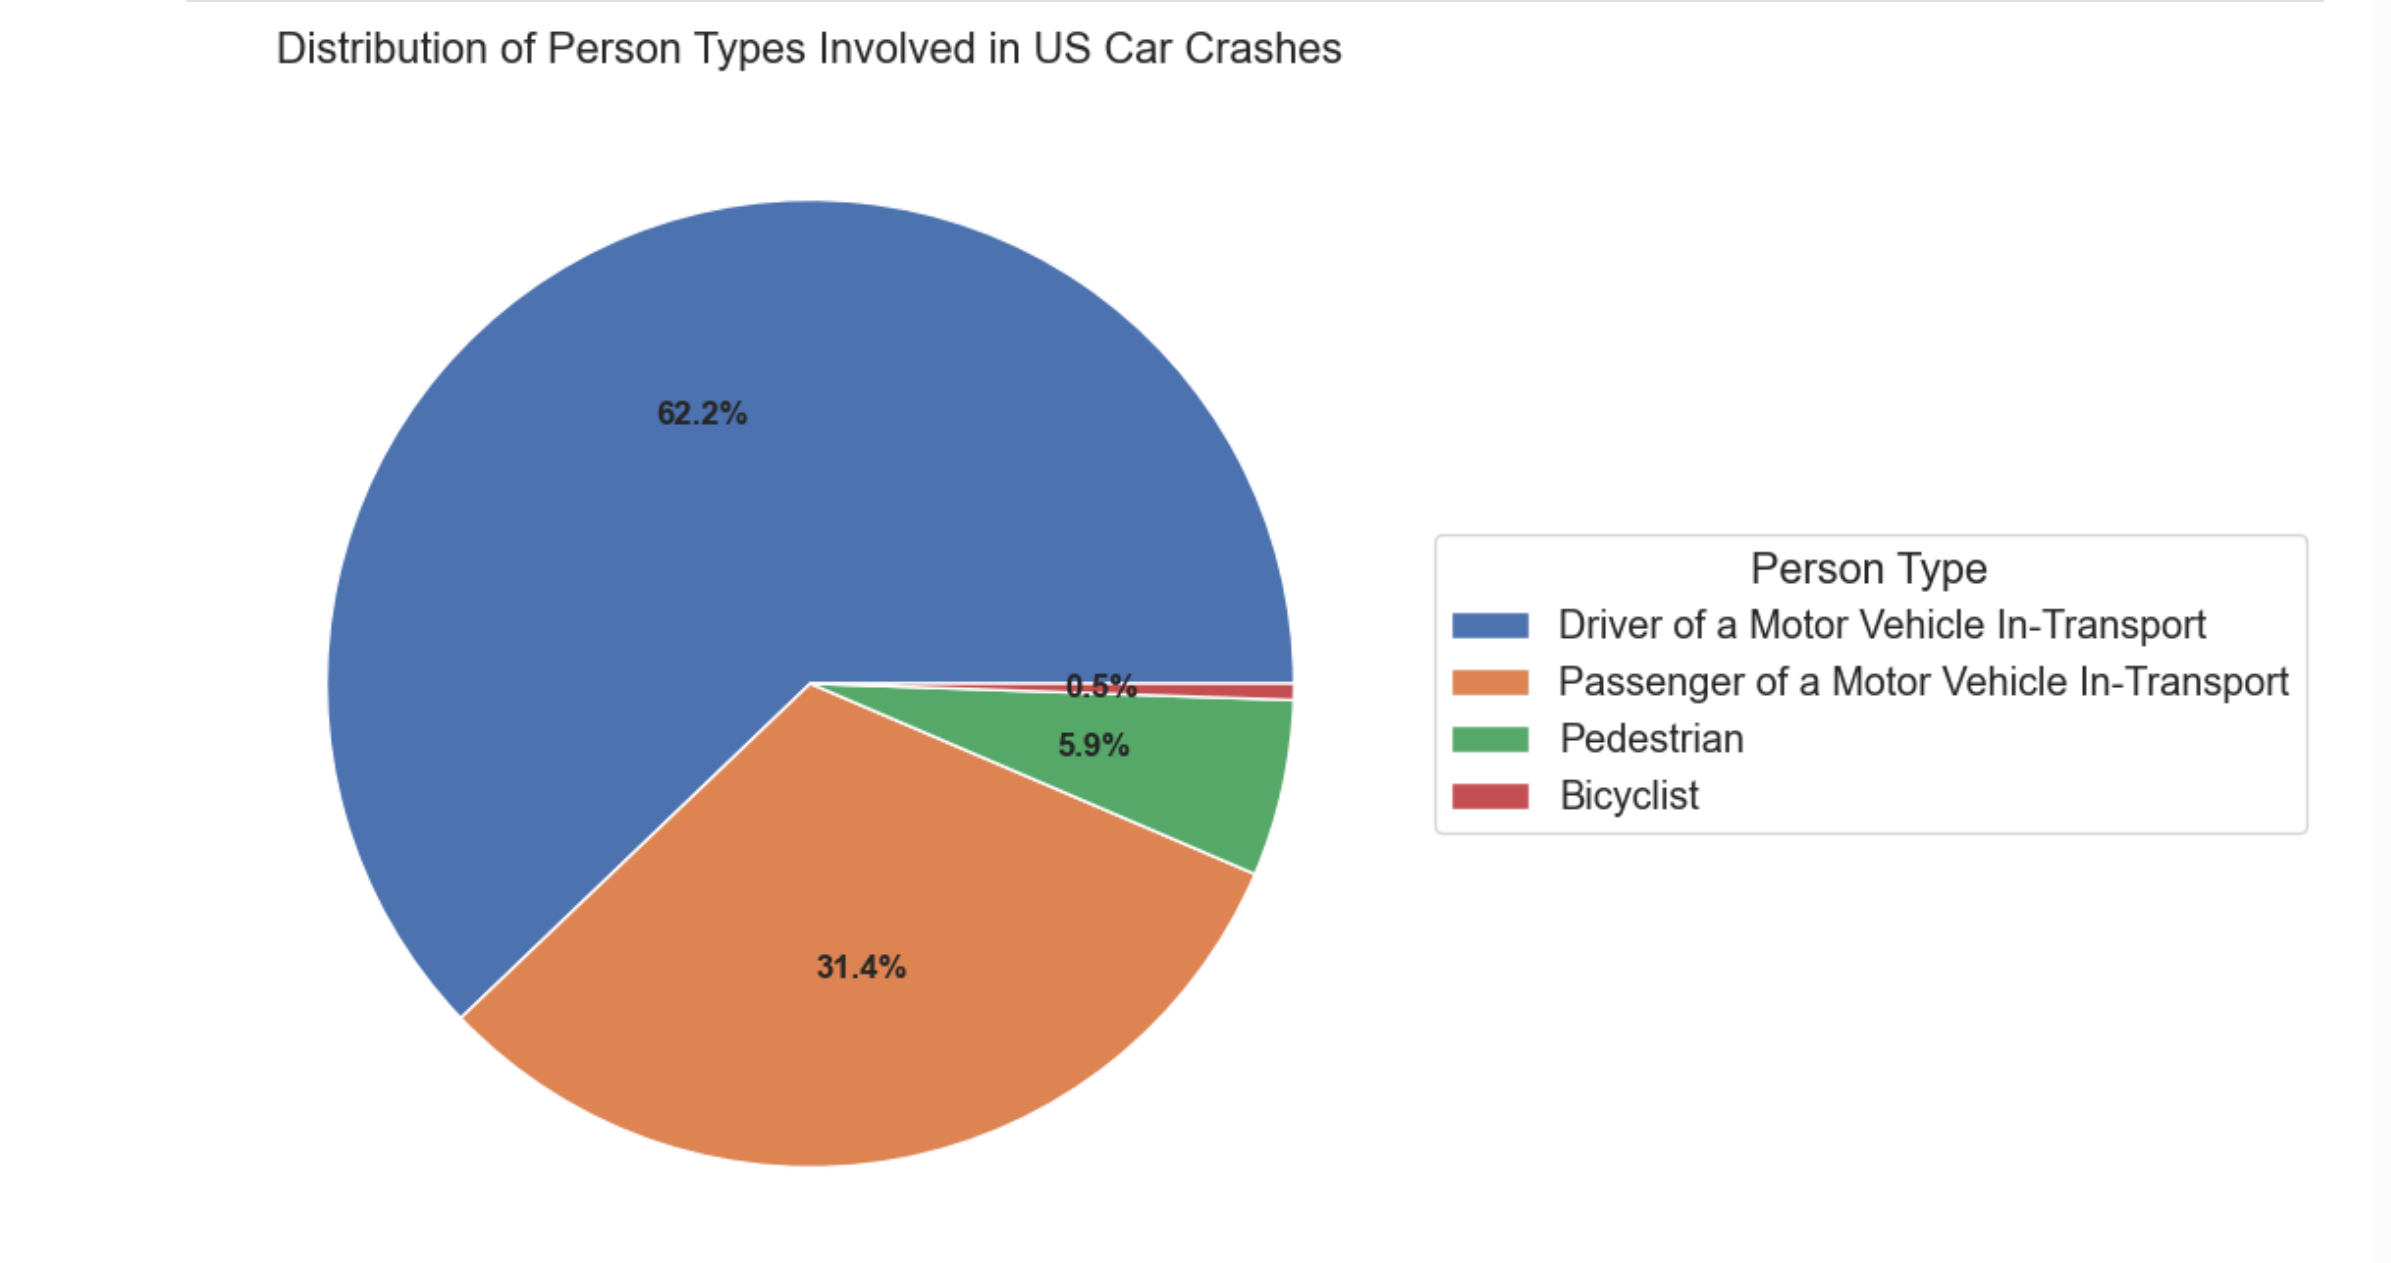 Distribution of Person Types Involved in US Car Crashes
62.2%
0.5%
5.9%
31.4%
Person Type
Driver of a Motor Vehicle In-Transport
Passenger of a Motor Vehicle In-Transport
Pedestrian
Bicyclist